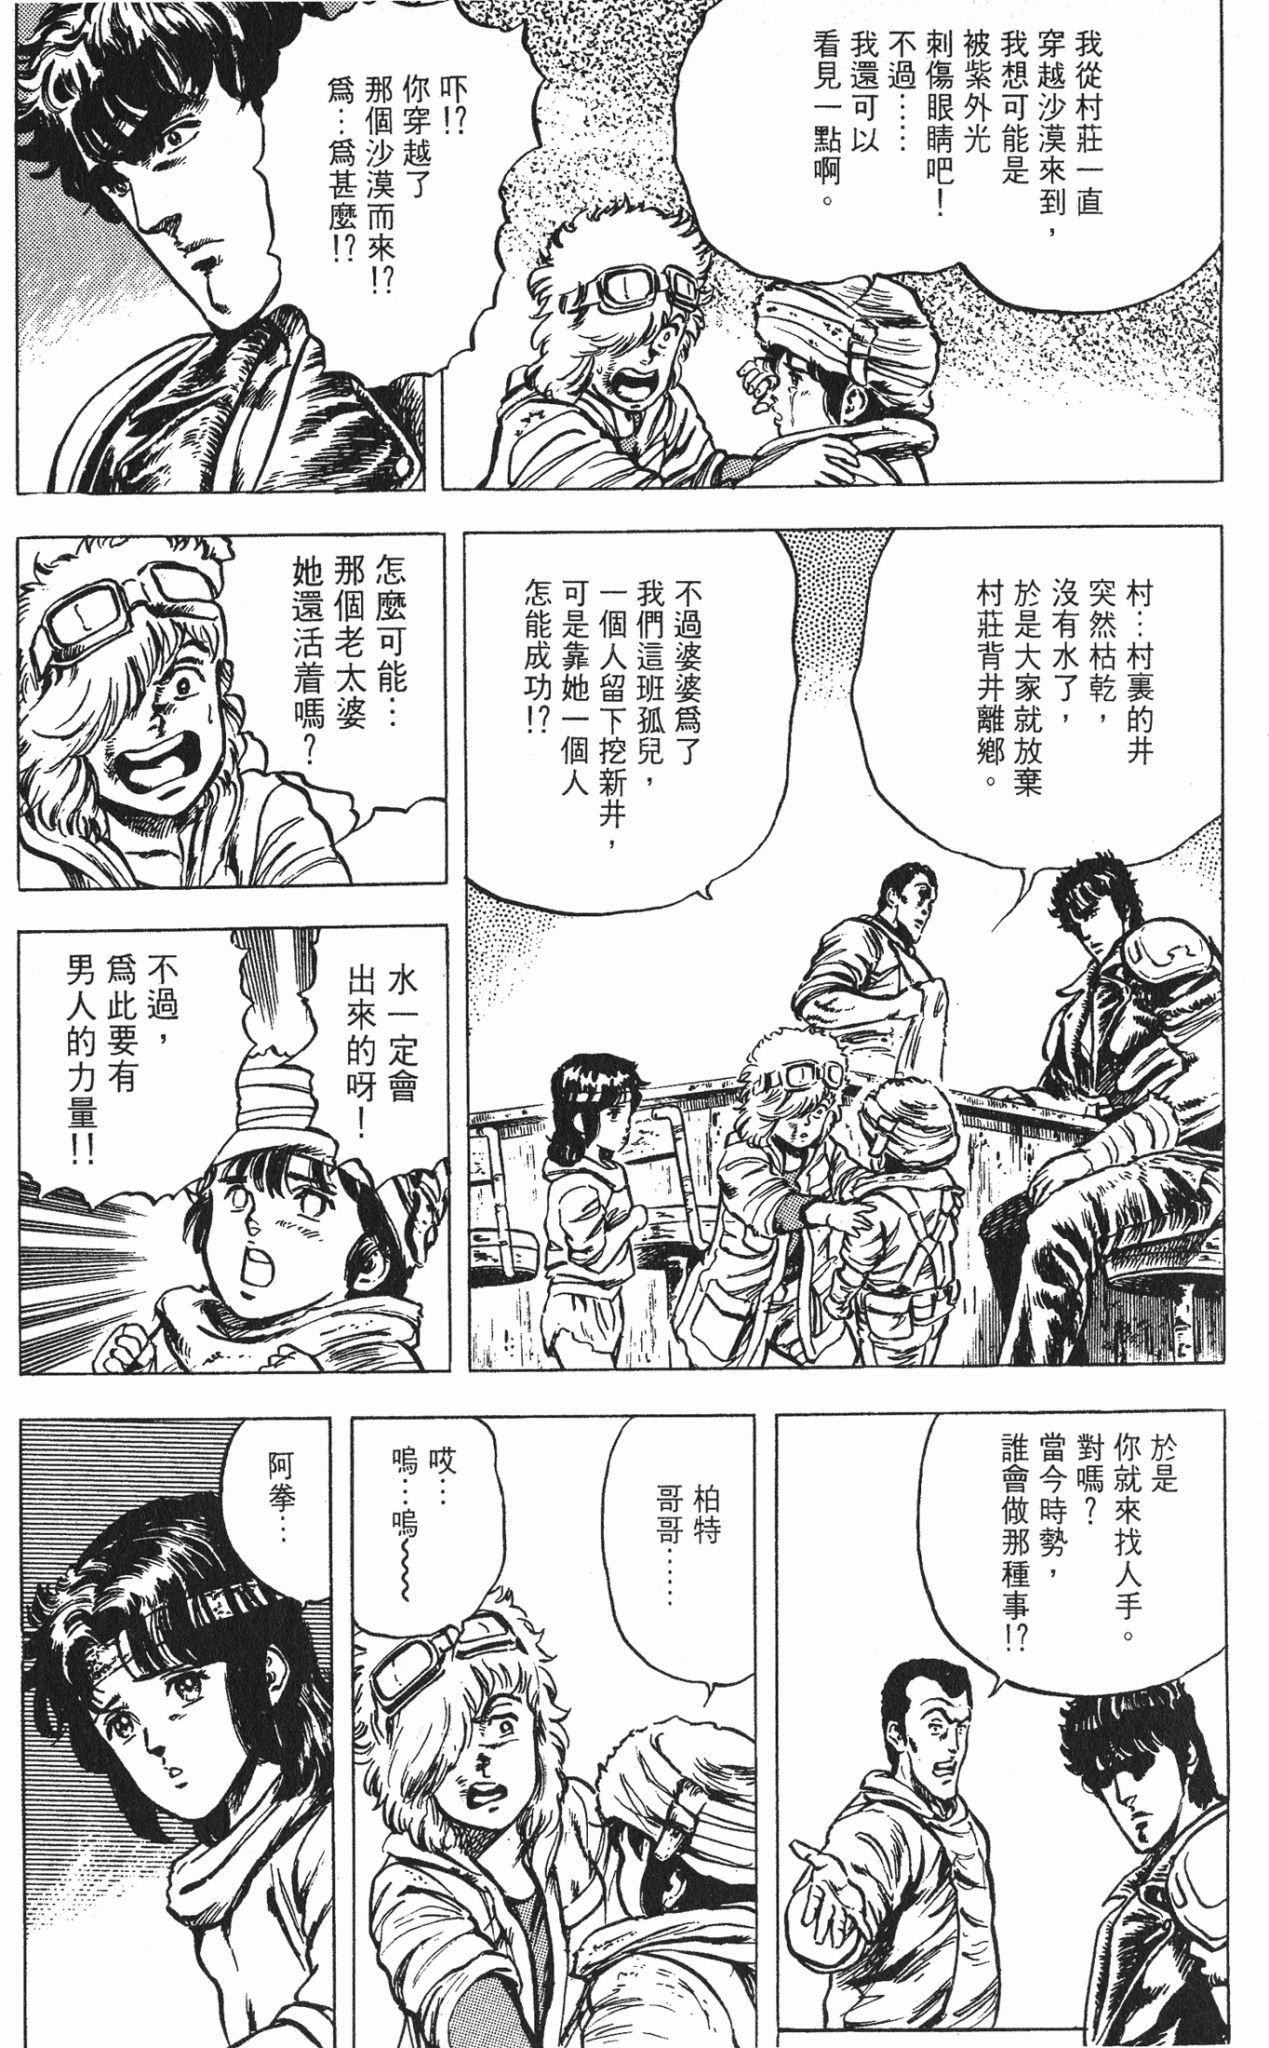 我從村莊一直
穿越沙漠來到，
我想可能是
被紫外光
刺傷眼睛吧！
不過……
我還可以
看見一點啊。
吓!?
你穿越了
那個沙漠而來!?
爲…爲甚麼!?
村…村裏的井
突然枯乾，
沒有水了，
於是大家就放棄
村莊背井離鄉。
不過婆婆爲了
我們這班孤兒，
一個人留下挖新井，
可是靠她一個人
怎能成功!?
怎麼可能…
那個老太婆
她還活着嗎？
水一定會
出來的呀！
不過，
爲此要有
男人的力量!!
於是
你就來找人手。
對嗎？
當今時勢，
誰會做那種事!?
柏特
哥哥……
哎…
嗚…嗚
阿拳…